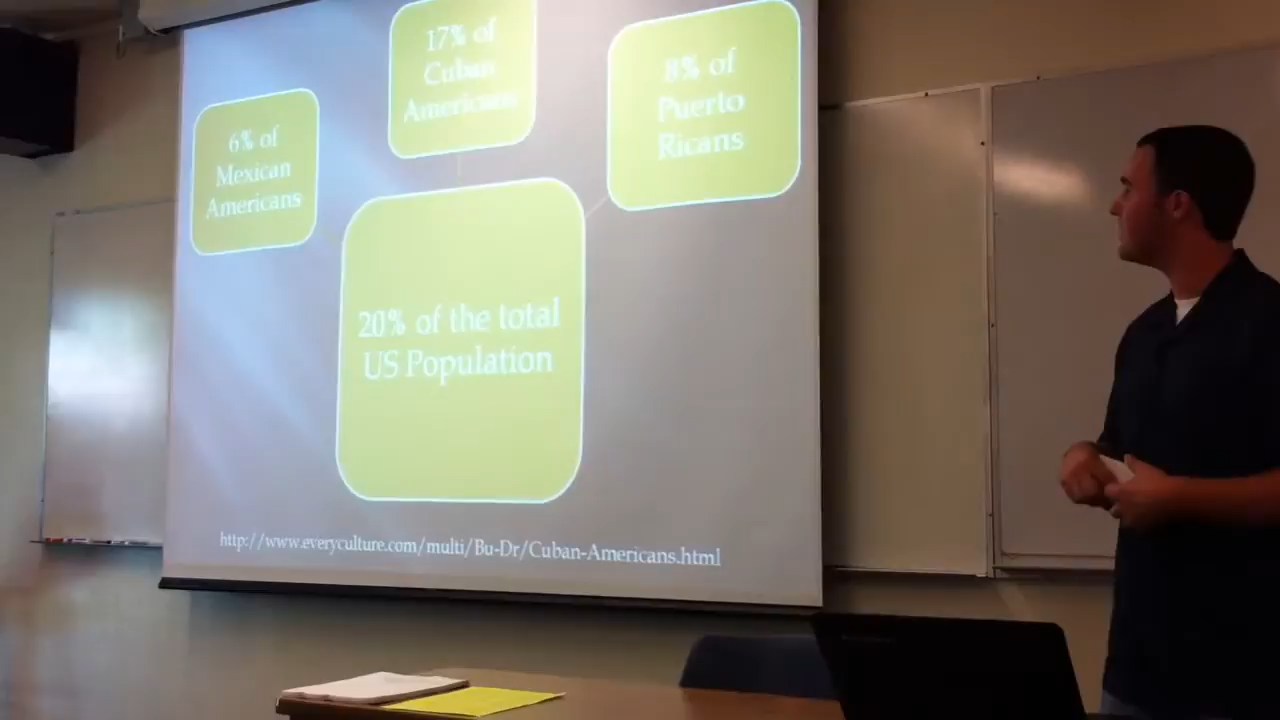 6% of
Mexican
Americans
17% of
Cuban
Americans
8% of
Puerto
Ricans
20% of the total
US Population
http://www.everyculture.com/multi/Bu-Dr/Cuban-Americans.html